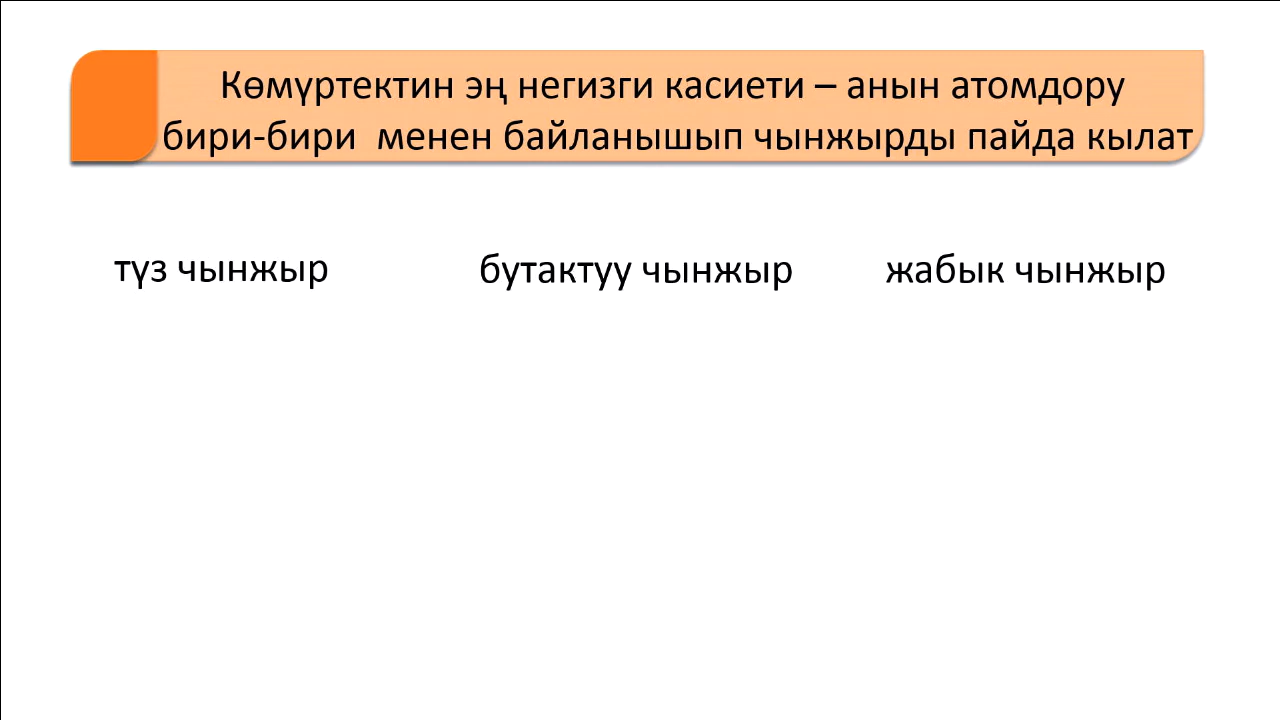 Көмүртектин эң негизги касиети – анын атомдору
бири-бири менен байланышып чынжырды пайда кылат
түз чынжыр
бутактуу чынжыр
жабык чынжыр